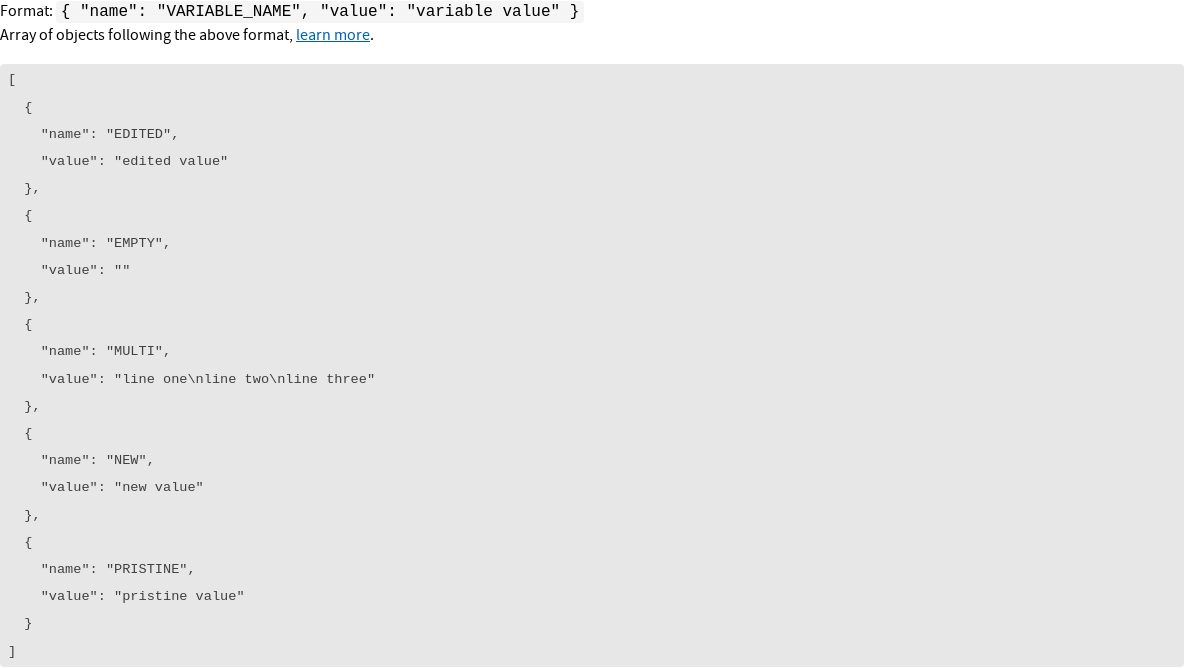 Format: { "name": "VARIABLE_NAME", "value": "variable value" }
Array of objects following the above format, learn more.
[
  {
    "name": "EDITED",
    "value": "edited value"
  },
  {
    "name": "EMPTY",
    "value": ""
  },
  {
    "name": "MULTI",
    "value": "line one\nline two\nline three"
  },
  {
    "name": "NEW",
    "value": "new value"
  },
  {
    "name": "PRISTINE",
    "value": "pristine value"
  }
]